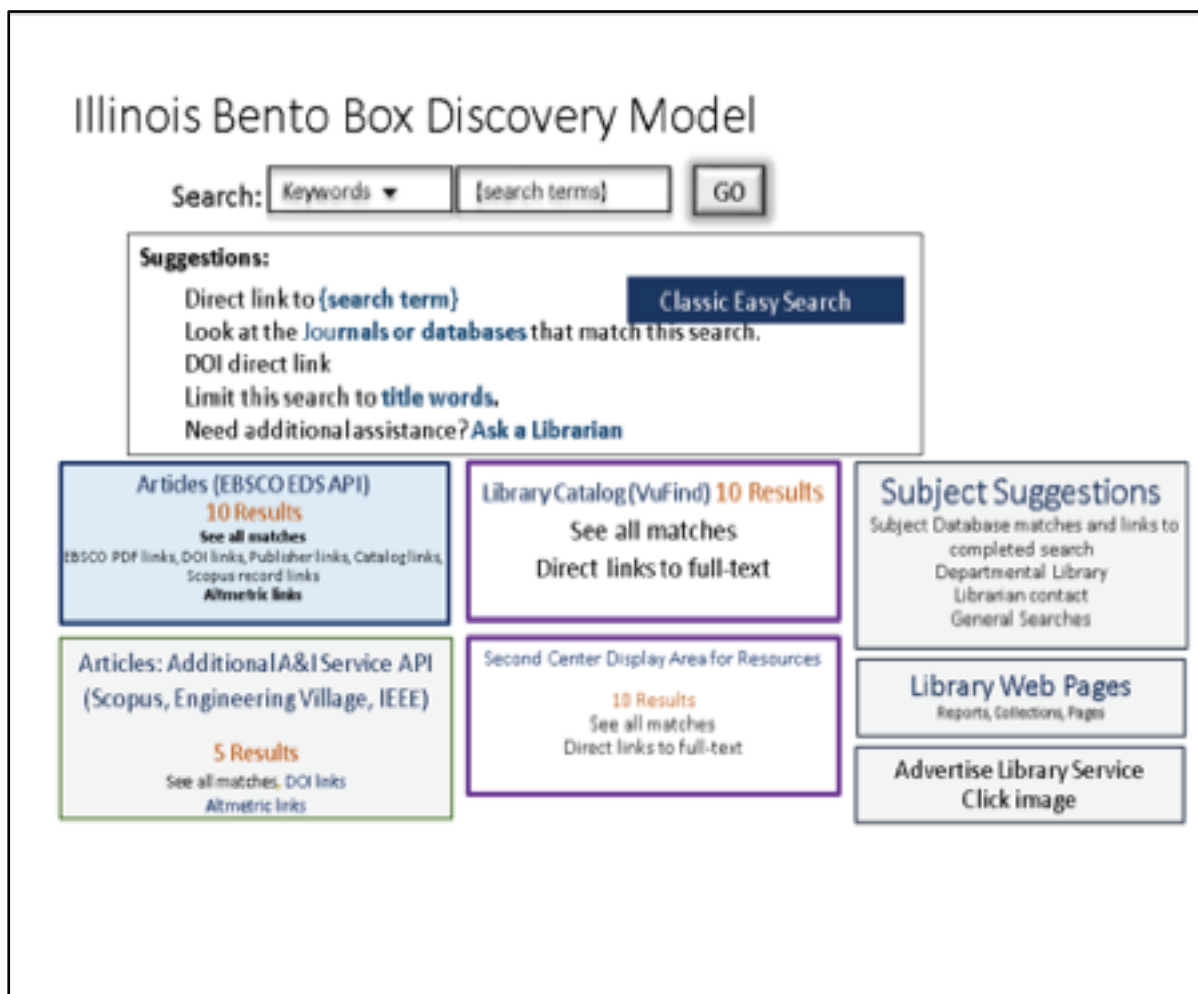 Illinois Bento Box Discovery Model
Search: Keywords {search terms} GO
Suggestions:
Direct link to {search term}
Classic Easy Search
Look at the Journals or databases that match this search.
DOI direct link
Limit this search to title words.
Need additional assistance? Ask a Librarian
Articles (EBSCO EDS API)
10 Results
See all matches
EBSCO PDF links, DOI links, Publisher links, Catalog links,
Scopus record links
Altmetric links
Library Catalog (VuFind) 10 Results
See all matches
Direct links to full-text
Subject Suggestions
Subject Database matches and links to
completed search
Departmental Library
Librarian contact
General Searches
Articles: Additional A&I Service API
(Scopus, Engineering Village, IEEE)
5 Results
See all matches, DOI links
Altmetric links
Second Center Display Area for Resources
10 Results
See all matches
Direct links to full-text
Library Web Pages
Reports, Collections, Pages
Advertise Library Service
Click image